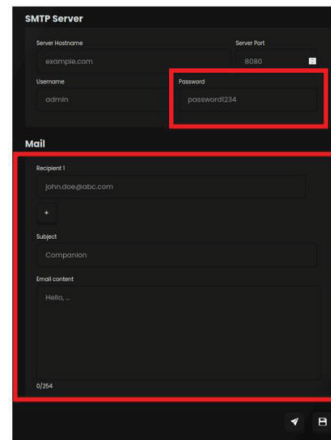 SMTP Server
Server Hostname Server Port
example.com 8080
Username Password
admin password1234
Mail
Recipient 1
john.doe@abc.com
+
Subject
Companion
Email content
Hello, ...
0/254